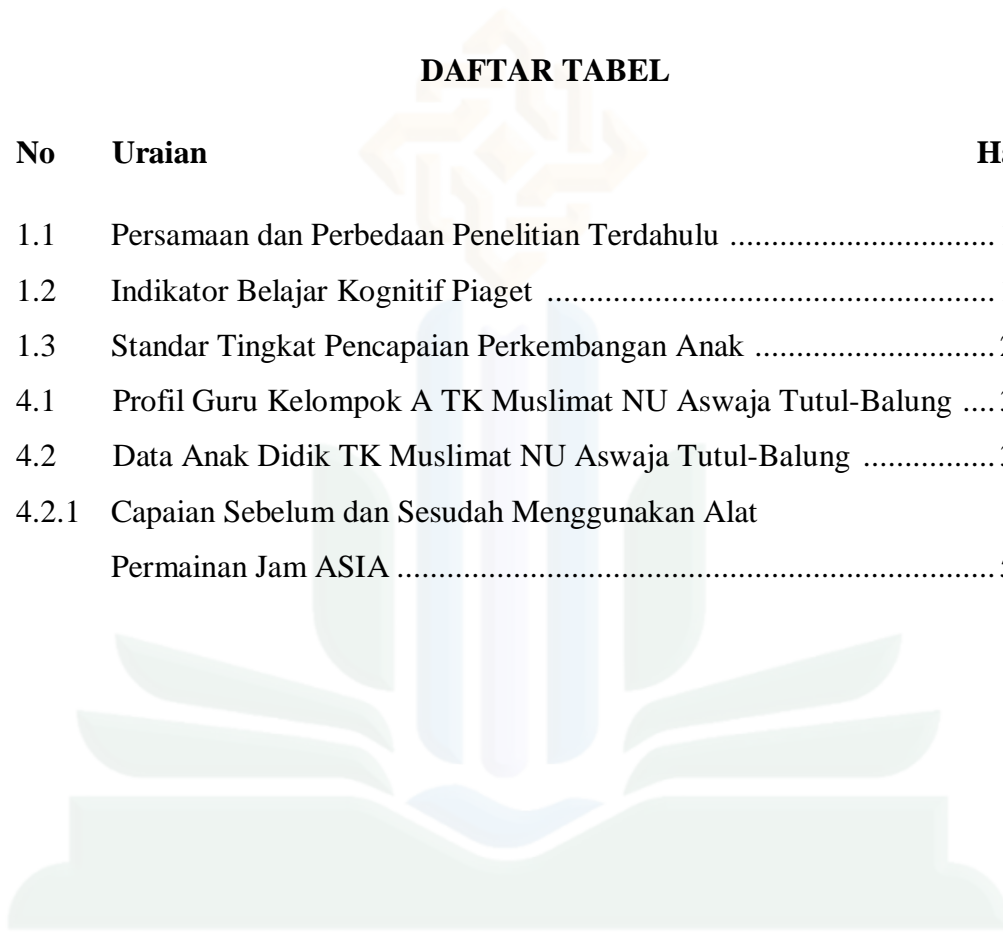 DAFTAR TABEL
No Uraian
1.1 Persamaan dan Perbedaan Penelitian Terdahulu ..................................
1.2 Indikator Belajar Kognitif Piaget .........................................................
1.3 Standar Tingkat Pencapaian Perkembangan Anak ..............................
4.1 Profil Guru Kelompok A TK Muslimat NU Aswaja Tutul-Balung ....
4.2 Data Anak Didik TK Muslimat NU Aswaja Tutul-Balung ................
4.2.1 Capaian Sebelum dan Sesudah Menggunakan Alat
Permainan Jam ASIA ............................................................................